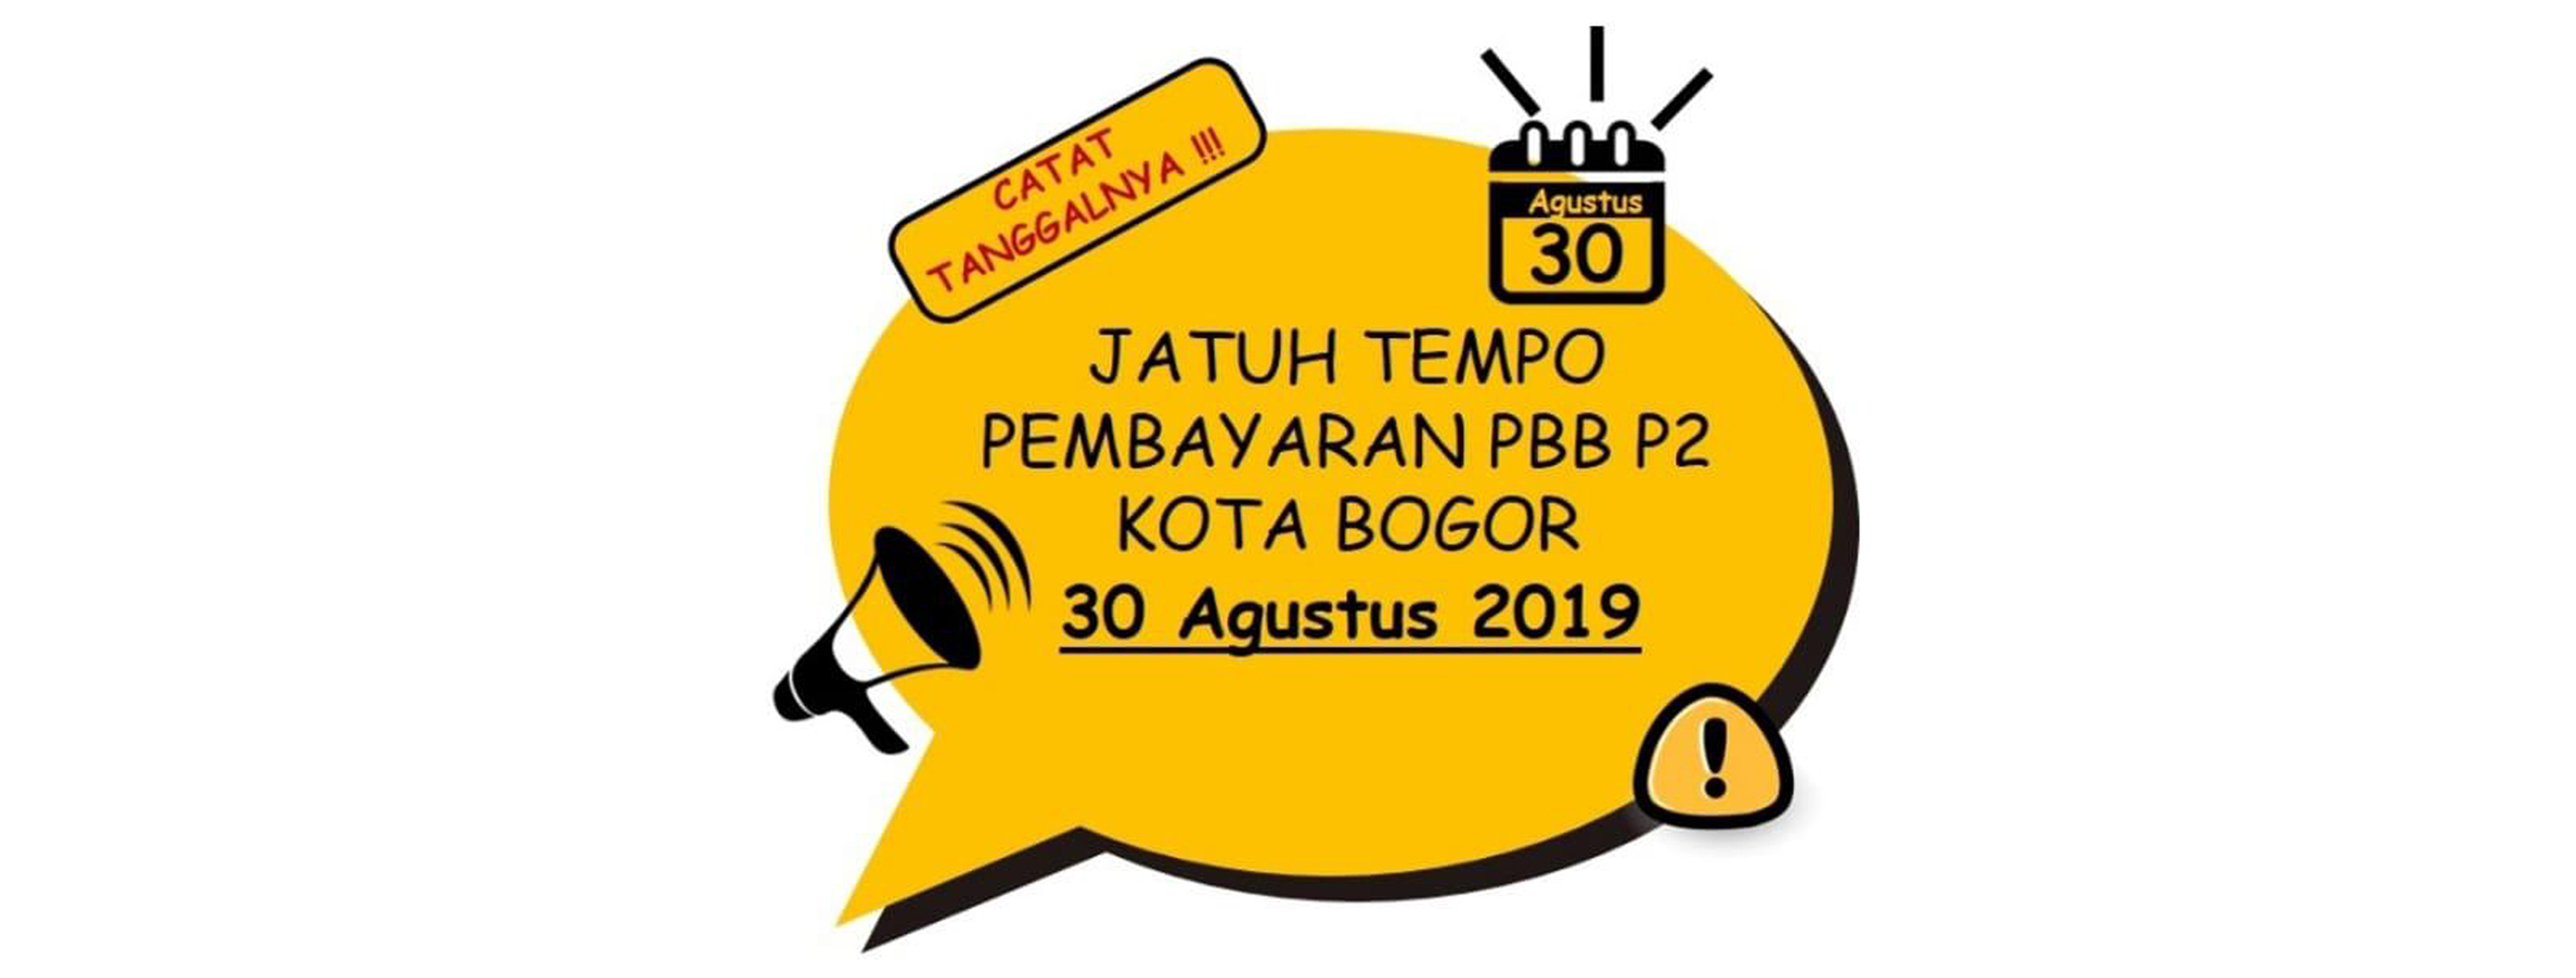 CATAT
TANGGALNYA !!!
Agustus
30
JATUH TEMPO
PEMBAYARAN PBB P2
KOTA BOGOR
30 Agustus 2019